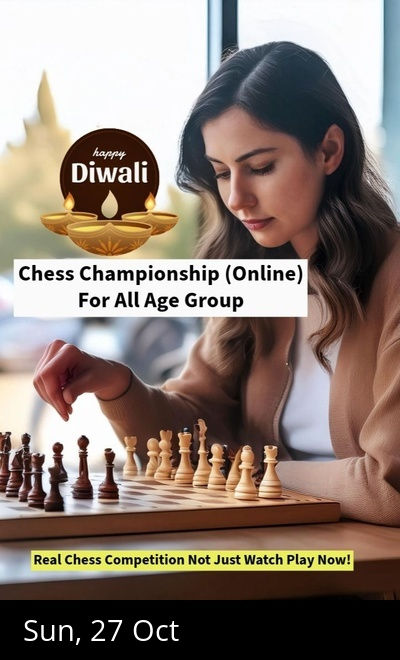 happy
Diwali
Chess Championship (Online)
For All Age Group
Real Chess Competition Not Just Watch Play Now!
Sun, 27 Oct